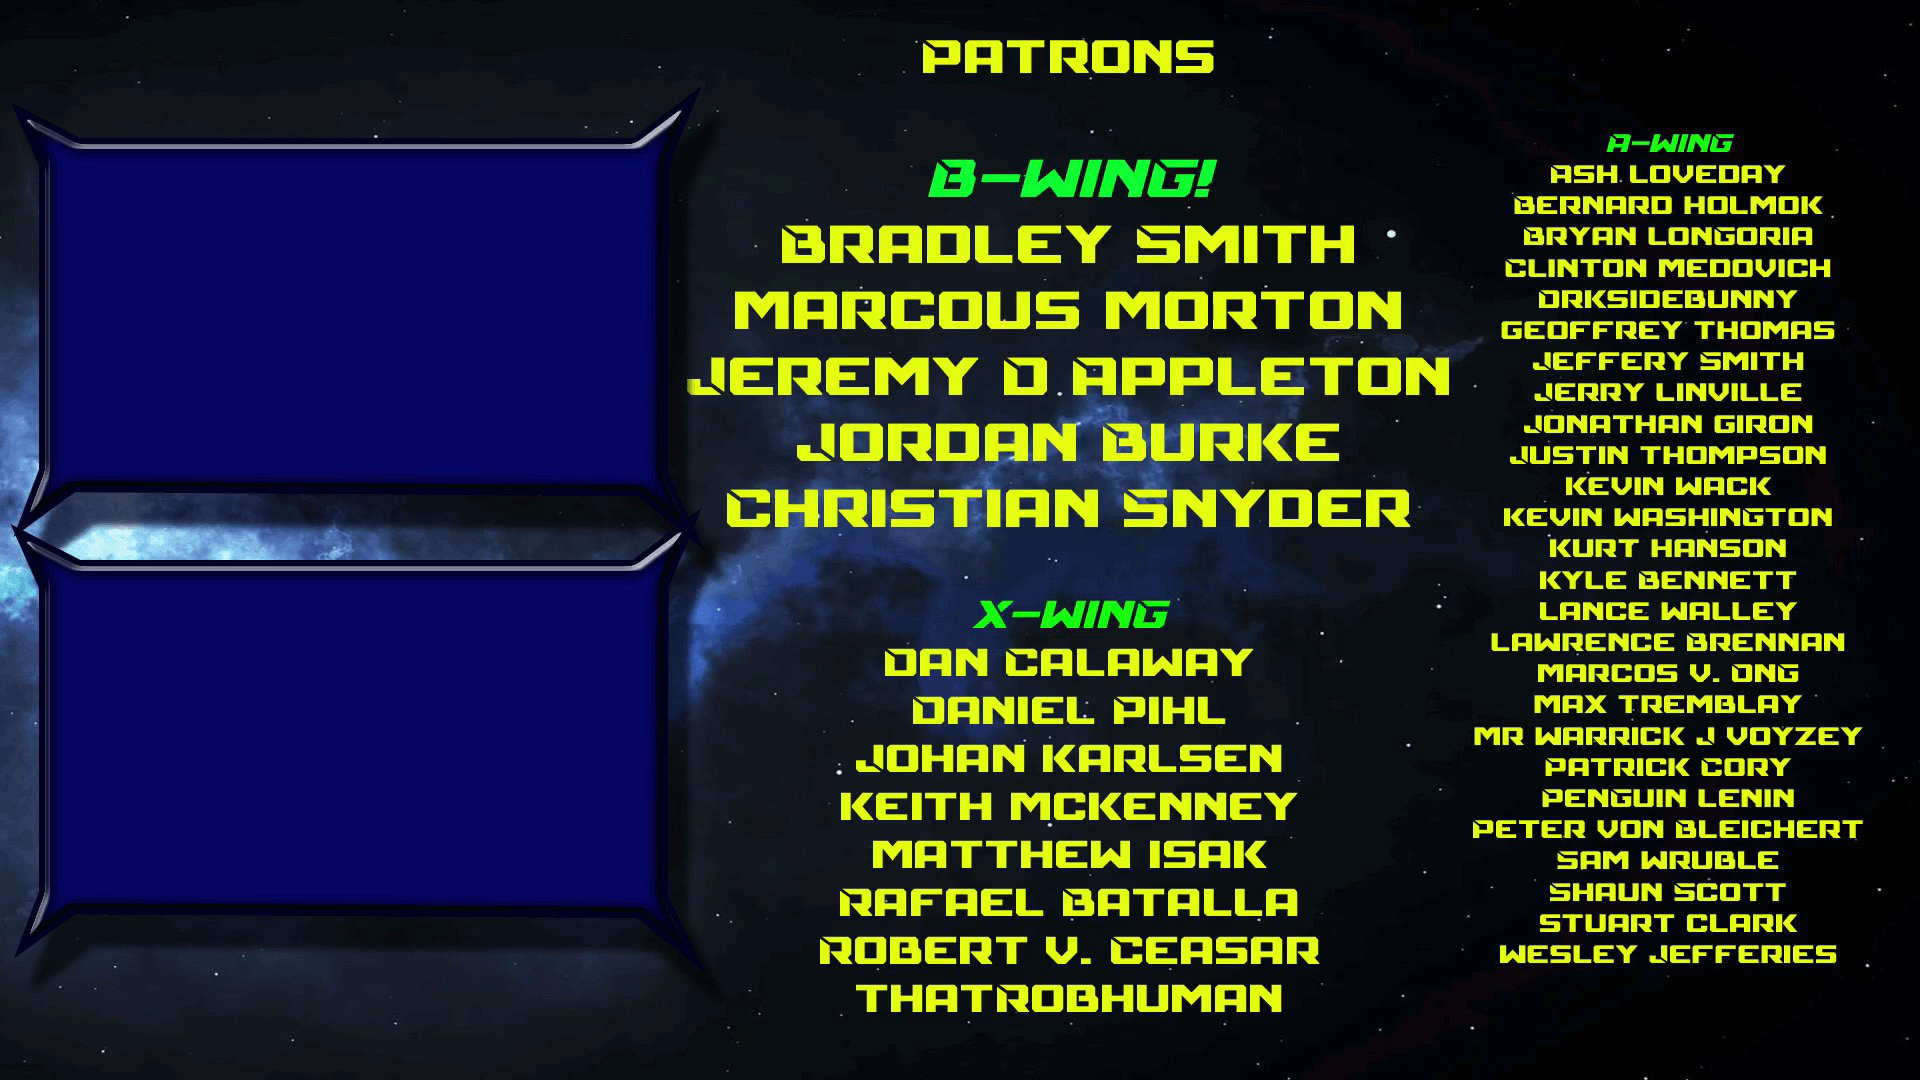 PATRONS
B-WING!
BRADLEY SMITH
MARCOUS MORTON
JEREMY D APPLETON
JORDAN BURKE
CHRISTIAN SNYDER
X-WING
DAN CALAWAY
DANIEL PIHL
JOHAN KARLSEN
KEITH MCKENNEY
MATTHEW ISAK
RAFAEL BATALLA
ROBERT V. CEASAR
THATROBHUMAN
A-WING
ASH LOVEDAY
BERNARD HOLMOK
BRYAN LONGORIA
CLINTON MEDOVICH
DRKSIDEBUNNY
GEOFFREY THOMAS
JEFFERY SMITH
JERRY LINVILLE
JONATHAN GIRON
JUSTIN THOMPSON
KEVIN WACK
KEVIN WASHINGTON
KURT HANSON
KYLE BENNETT
LANCE WALLEY
LAWRENCE BRENNAN
MARCOS V. ONG
MAX TREMBLAY
MR WARRICK J VOYZEY
PATRICK CORY
PENGUIN LENIN
PETER VON BLEICHERT
SAM WRUBLE
SHAUN SCOTT
STUART CLARK
WESLEY JEFFERIES